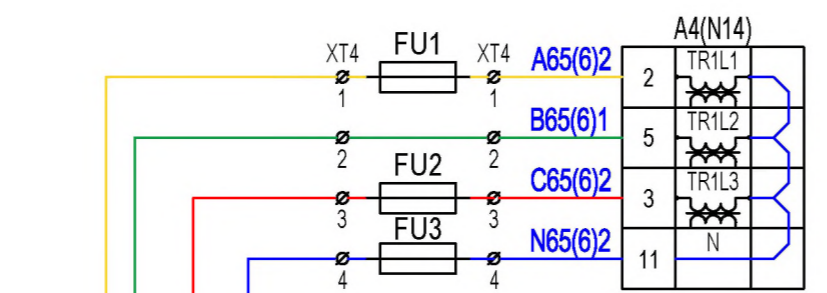 A4(N14)
XT4 FU1 XT4 A65(6)2 2 TR1L1
1 1
B65(6)1 5 TR1L2
2 2
FU2 C65(6)2 3 TR1L3
3 3
FU3 N65(6)2 11 N
4 4